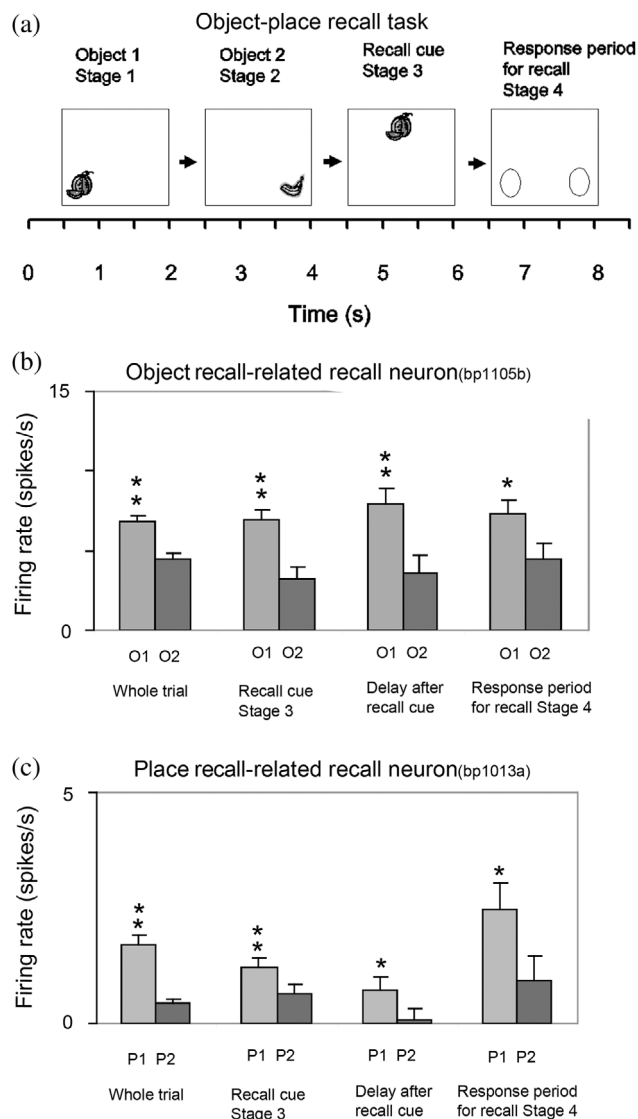 (a) Object-place recall task
Object 1 Object 2 Recall cue Response period
Stage 1 Stage 2 Stage 3 for recall
Stage 4
0 1 2 3 4 5 6 7 8
Time (s)
(b) Object recall-related recall neuron(bp1105b)
15
Firing rate (spikes/s)
* * * * * * *
0
O1 O2 O1 O2 O1 O2 O1 O2
Whole trial Recall cue Delay after Response period
Stage 3 recall cue for recall Stage 4
(c) Place recall-related recall neuron(bp1013a)
5
Firing rate (spikes/s)
* * * * * *
0
P1 P2 P1 P2 P1 P2 P1 P2
Whole trial Recall cue Delay after Response period
Stage 3 recall cue for recall Stage 4